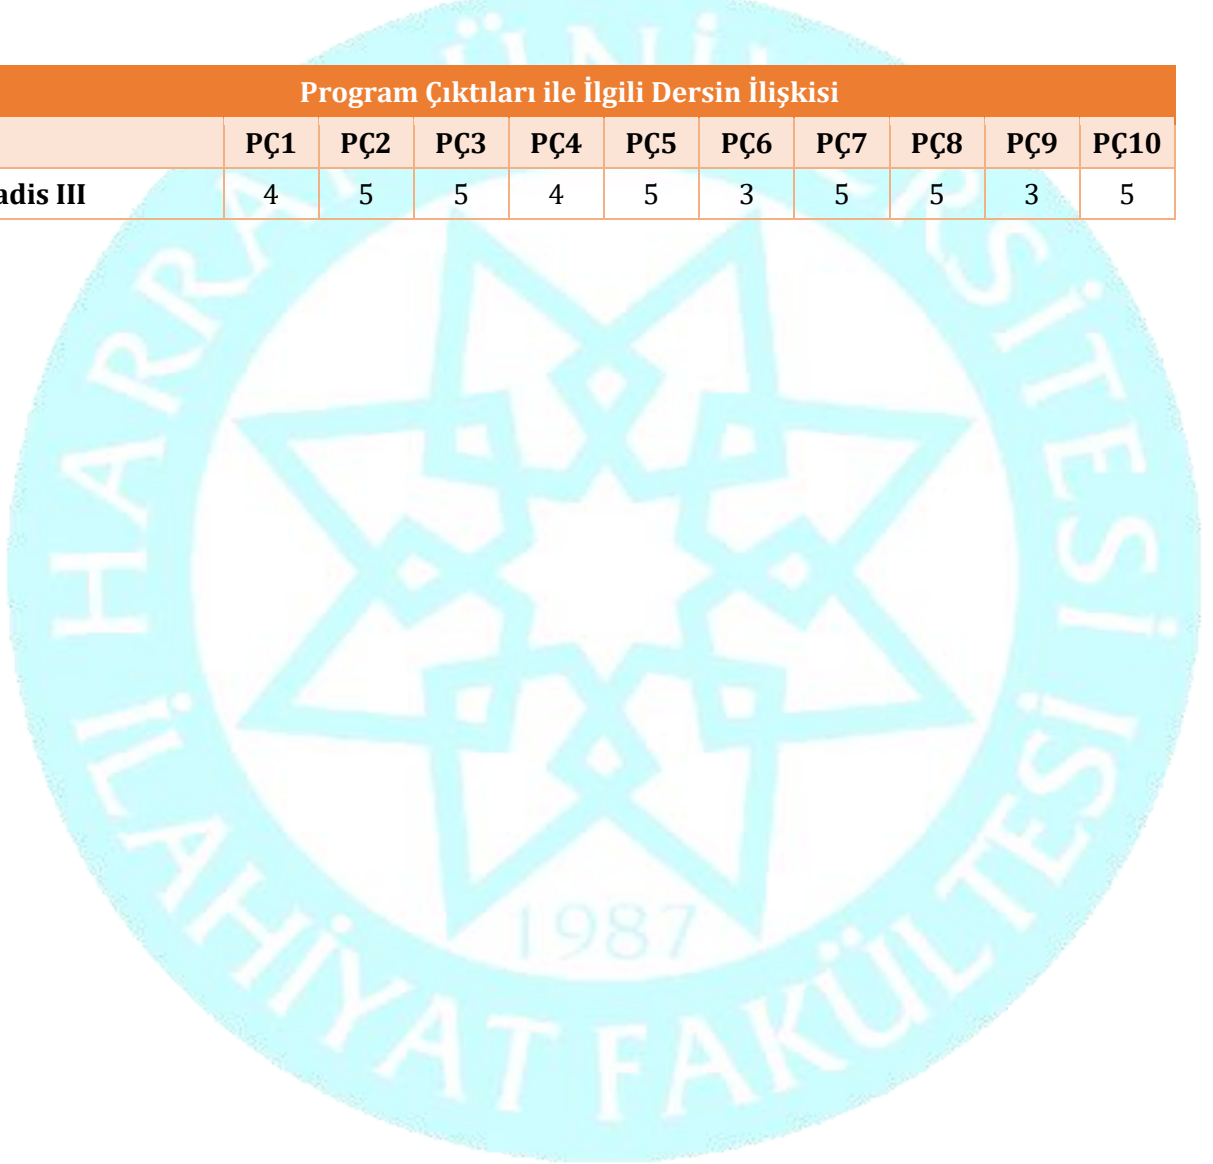 Program Çıktıları ile İlgili Dersin İlişkisi
PÇ1 PÇ2 PÇ3 PÇ4 PÇ5 PÇ6 PÇ7 PÇ8 PÇ9 PÇ10
adis III 4 5 5 4 5 3 5 5 3 5
HARRAN ÜNİVERSİTESİ
1987
İLAHİYAT FAKÜLTESİ